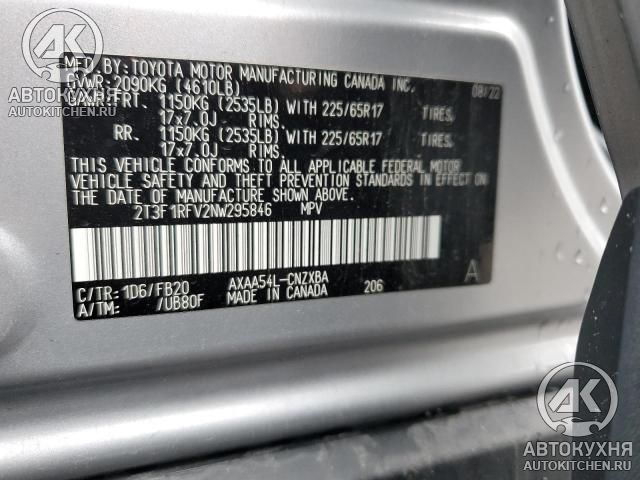 MFD. BY: TOYOTA MOTOR MANUFACTURING CANADA INC.
GVWR: 2090KG (4610LB) 08/22
GAWR: FRT. 1150KG (2535LB) WITH 225/65R17 TIRES,
17x7.0J - RIMS.
RR. 1150KG (2535LB) WITH 225/65R17 TIRES,
17x7.0J - RIMS.
THIS VEHICLE CONFORMS TO ALL APPLICABLE FEDERAL MOTOR
VEHICLE SAFETY AND THEFT PREVENTION STANDARDS IN EFFECT ON
THE DATE OF MANUFACTURE SHOWN ABOVE.
2T3F1RFV2NW295846 MPV
C/TR: 1D6/FB20 AXAA54L-CNZXBA A
A/TM: /UB80F MADE IN CANADA 206
АК
АВТОКУХНЯ
AUTOKITCHEN.RU
АК
АВТОКУХНЯ
AUTOKITCHEN.RU